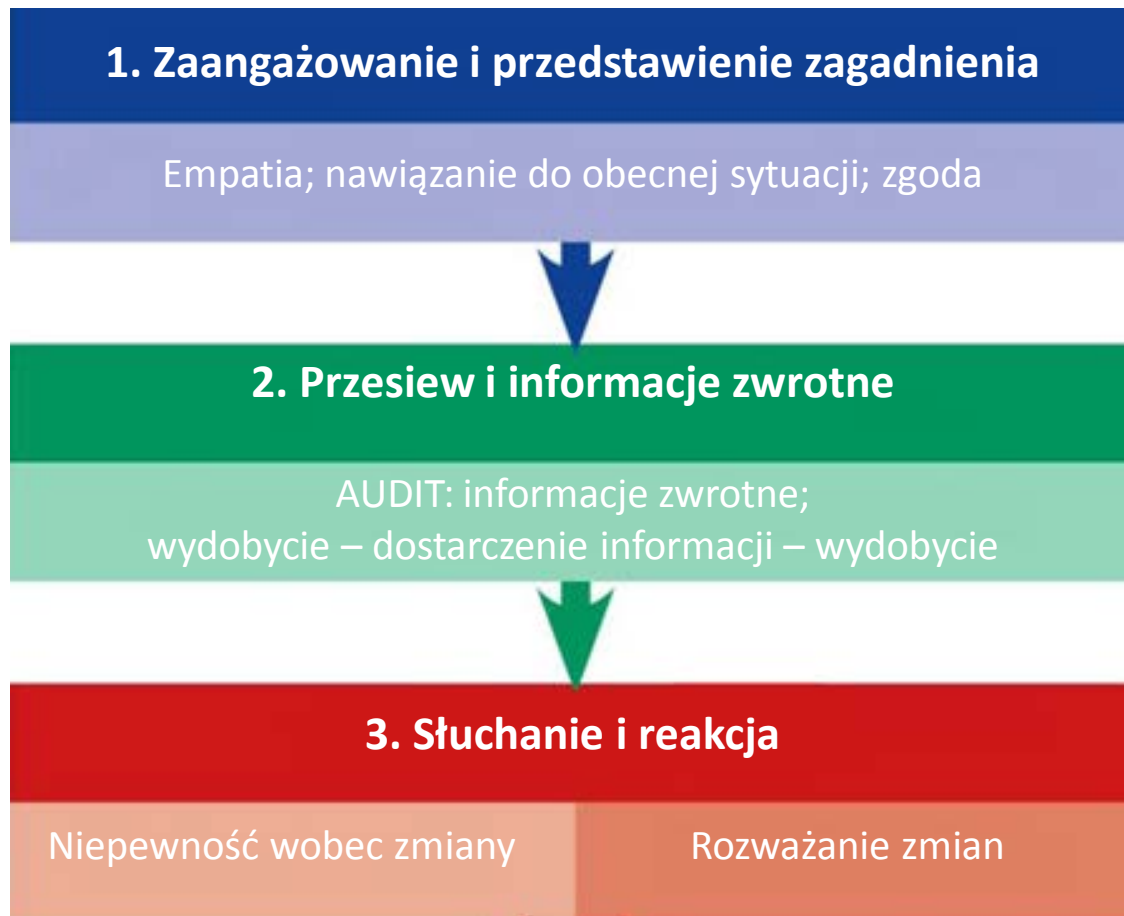 1. Zaangażowanie i przedstawienie zagadnienia
Empatia; nawiązanie do obecnej sytuacji; zgoda
2. Przesiew i informacje zwrotne
AUDIT: informacje zwrotne;
wydobycie – dostarczenie informacji – wydobycie
3. Słuchanie i reakcja
Niepewność wobec zmiany
Rozważanie zmian